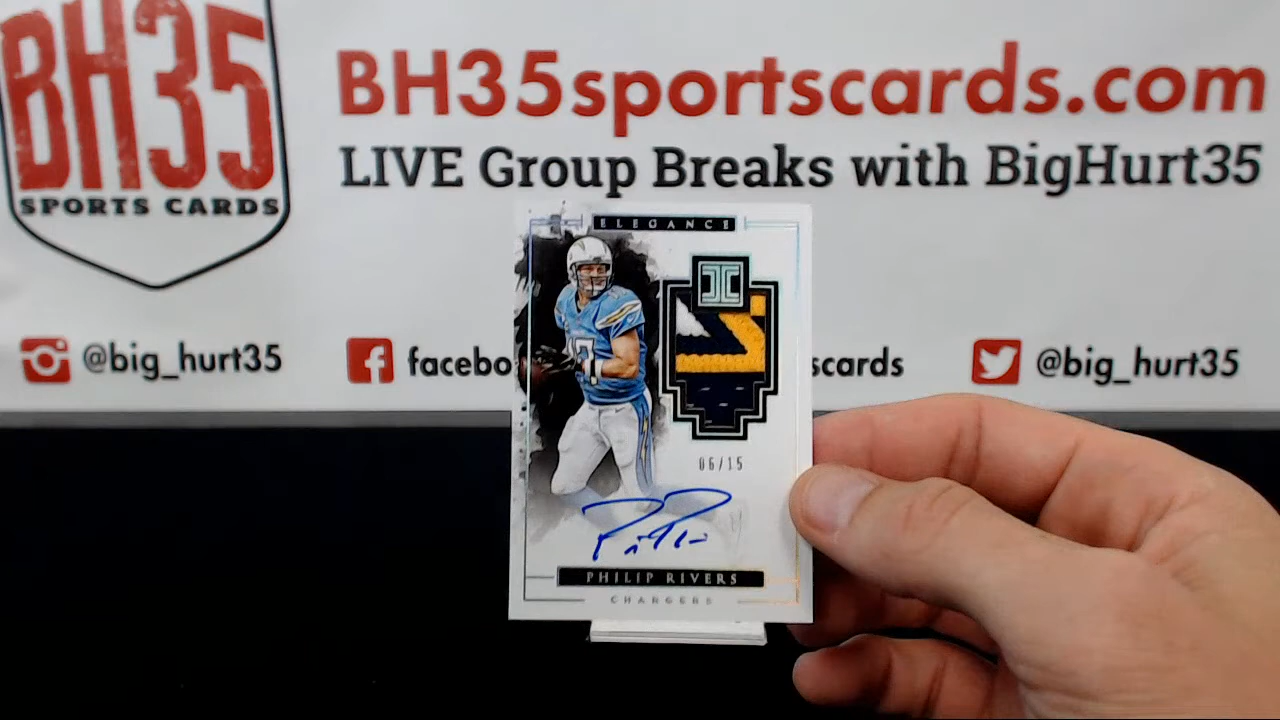 BH35
SPORTS CARDS
BH35sportscards.com
LIVE Group Breaks with BigHurt35
@big_hurt35
facebo
scards
@big_hurt35
ELEGANCE
17
06/15
PHILIP RIVERS
CHARGERS